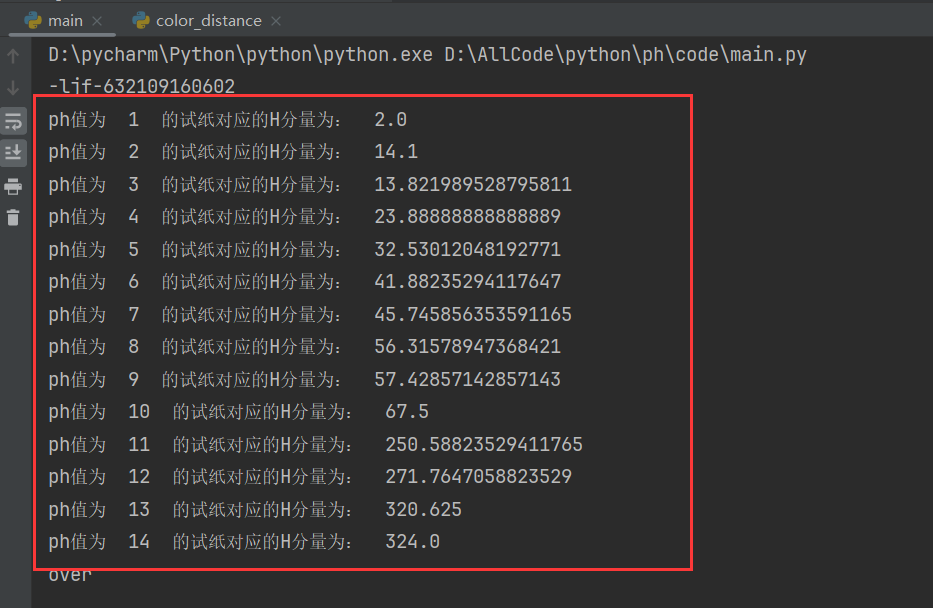 main
color_distance
D:\pycharm\Python\python\python.exe D:\AllCode\python\ph\code\main.py
-ljf-632109160602
ph值为 1 的试纸对应的H分量为： 2.0
ph值为 2 的试纸对应的H分量为： 14.1
ph值为 3 的试纸对应的H分量为： 13.821989528795811
ph值为 4 的试纸对应的H分量为： 23.88888888888889
ph值为 5 的试纸对应的H分量为： 32.53012048192771
ph值为 6 的试纸对应的H分量为： 41.88235294117647
ph值为 7 的试纸对应的H分量为： 45.745856353591165
ph值为 8 的试纸对应的H分量为： 56.31578947368421
ph值为 9 的试纸对应的H分量为： 57.42857142857143
ph值为 10 的试纸对应的H分量为： 67.5
ph值为 11 的试纸对应的H分量为： 250.58823529411765
ph值为 12 的试纸对应的H分量为： 271.7647058823529
ph值为 13 的试纸对应的H分量为： 320.625
ph值为 14 的试纸对应的H分量为： 324.0
over